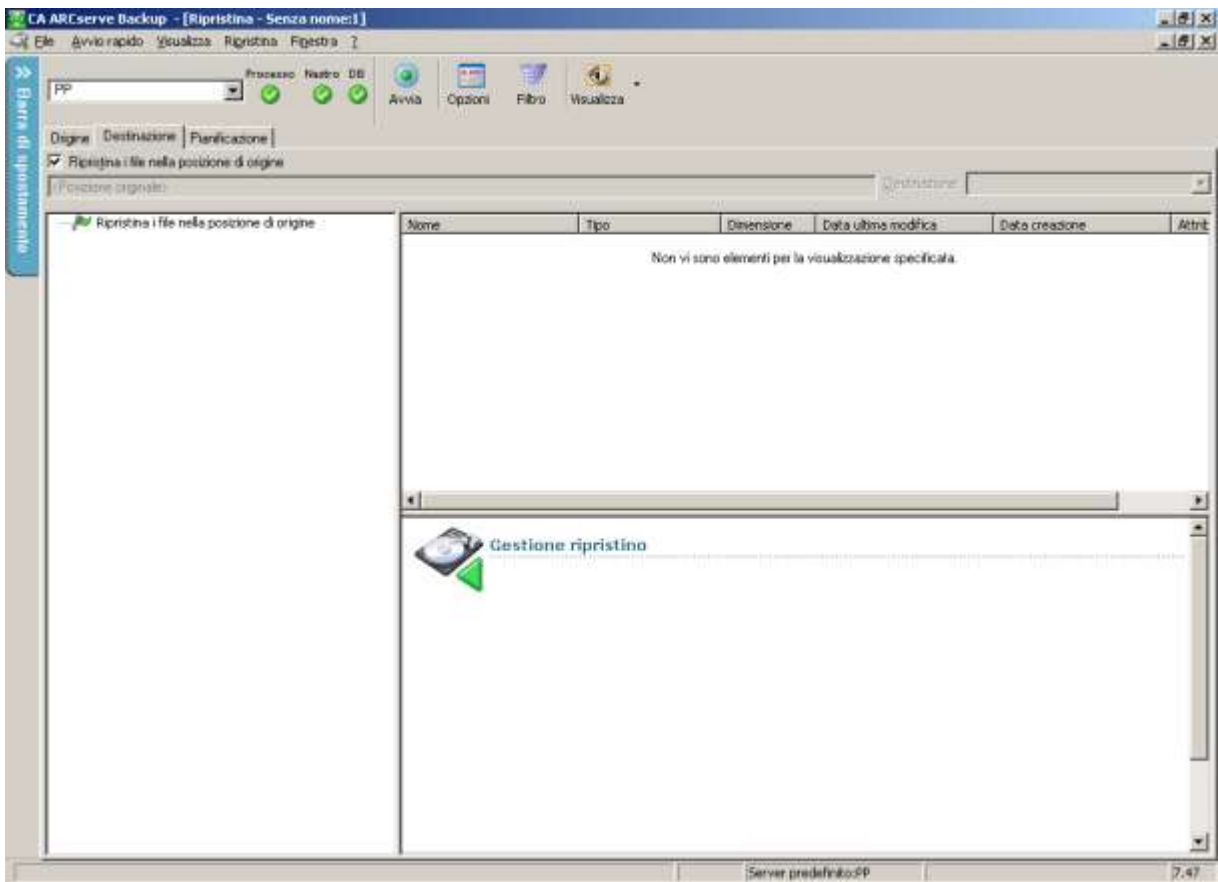 CA ARCserve Backup - [Ripristina - Senza nome:1]
File Avvio rapido Visualizza Ripristina Finestra ?
PP
Processo Nastro DB
Avvia Opzioni Filtro Visualizza
Barra di spostamento
Origine Destinazione Pianificazione
Ripristina i file nella posizione di origine
<Posizione originale>
Destinazione
Ripristina i file nella posizione di origine
Nome Tipo Dimensione Data ultima modifica Data creazione Attrib
Non vi sono elementi per la visualizzazione specificata.
Gestione ripristino
Server predefinito:PP
7.47